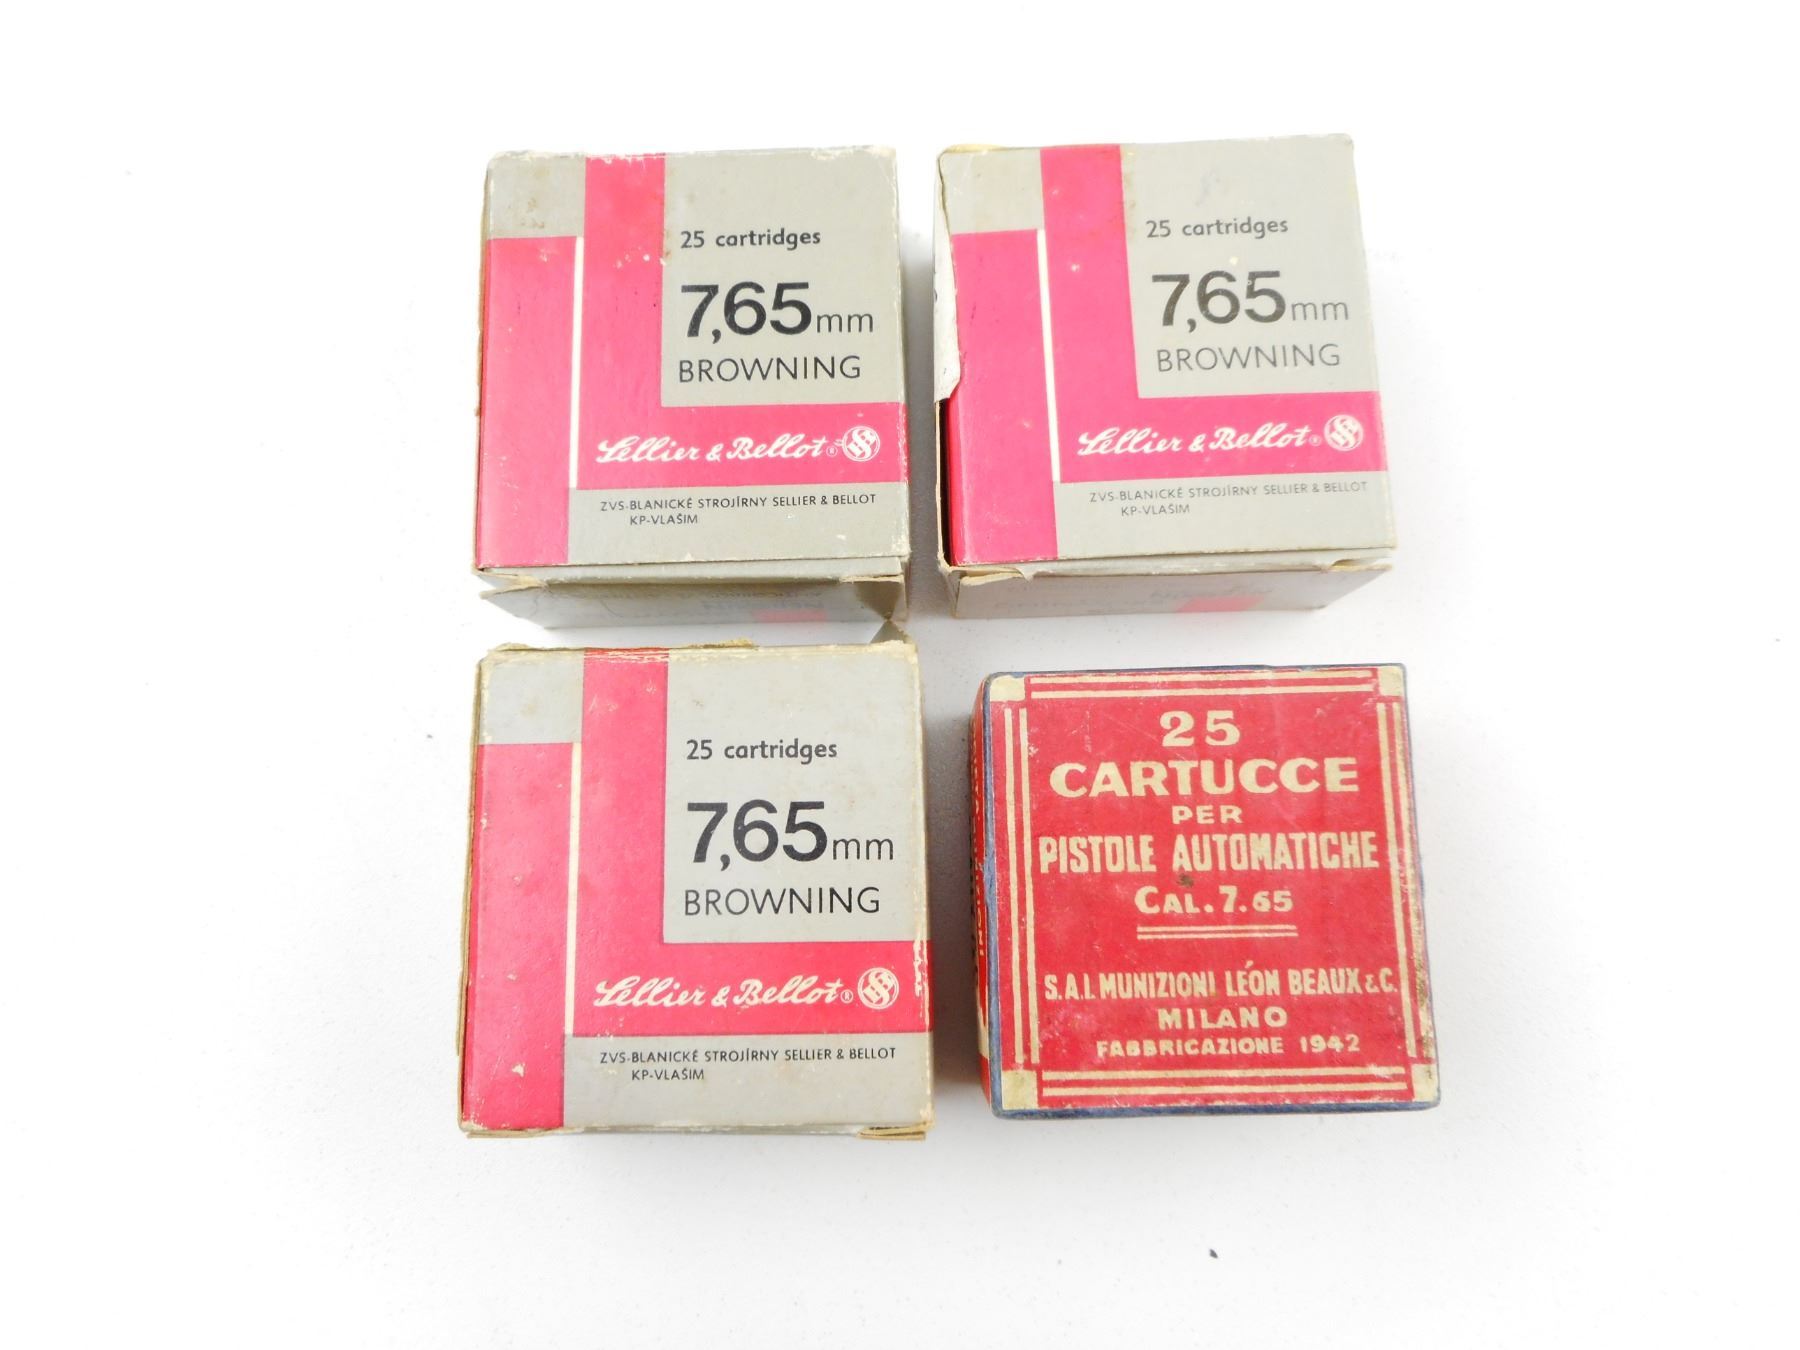 25 cartridges
7,65mm
BROWNING
Sellier & Bellot®
ZVS-BLANICKÉ STROJÍRNY SELLIER & BELLOT
KP-VLAŠIM
25 cartridges
7,65mm
BROWNING
Sellier & Bellot®
ZVS-BLANICKÉ STROJÍRNY SELLIER & BELLOT
KP-VLAŠIM
25 cartridges
7,65mm
BROWNING
Sellier & Bellot®
ZVS-BLANICKÉ STROJÍRNY SELLIER & BELLOT
KP-VLAŠIM
25
CARTUCCE
PER
PISTOLE AUTOMATICHE
CAL. 7.65
S.A.I. MUNIZIONI LÉON BEAUX & C.
MILANO
FABBRICAZIONE 1942